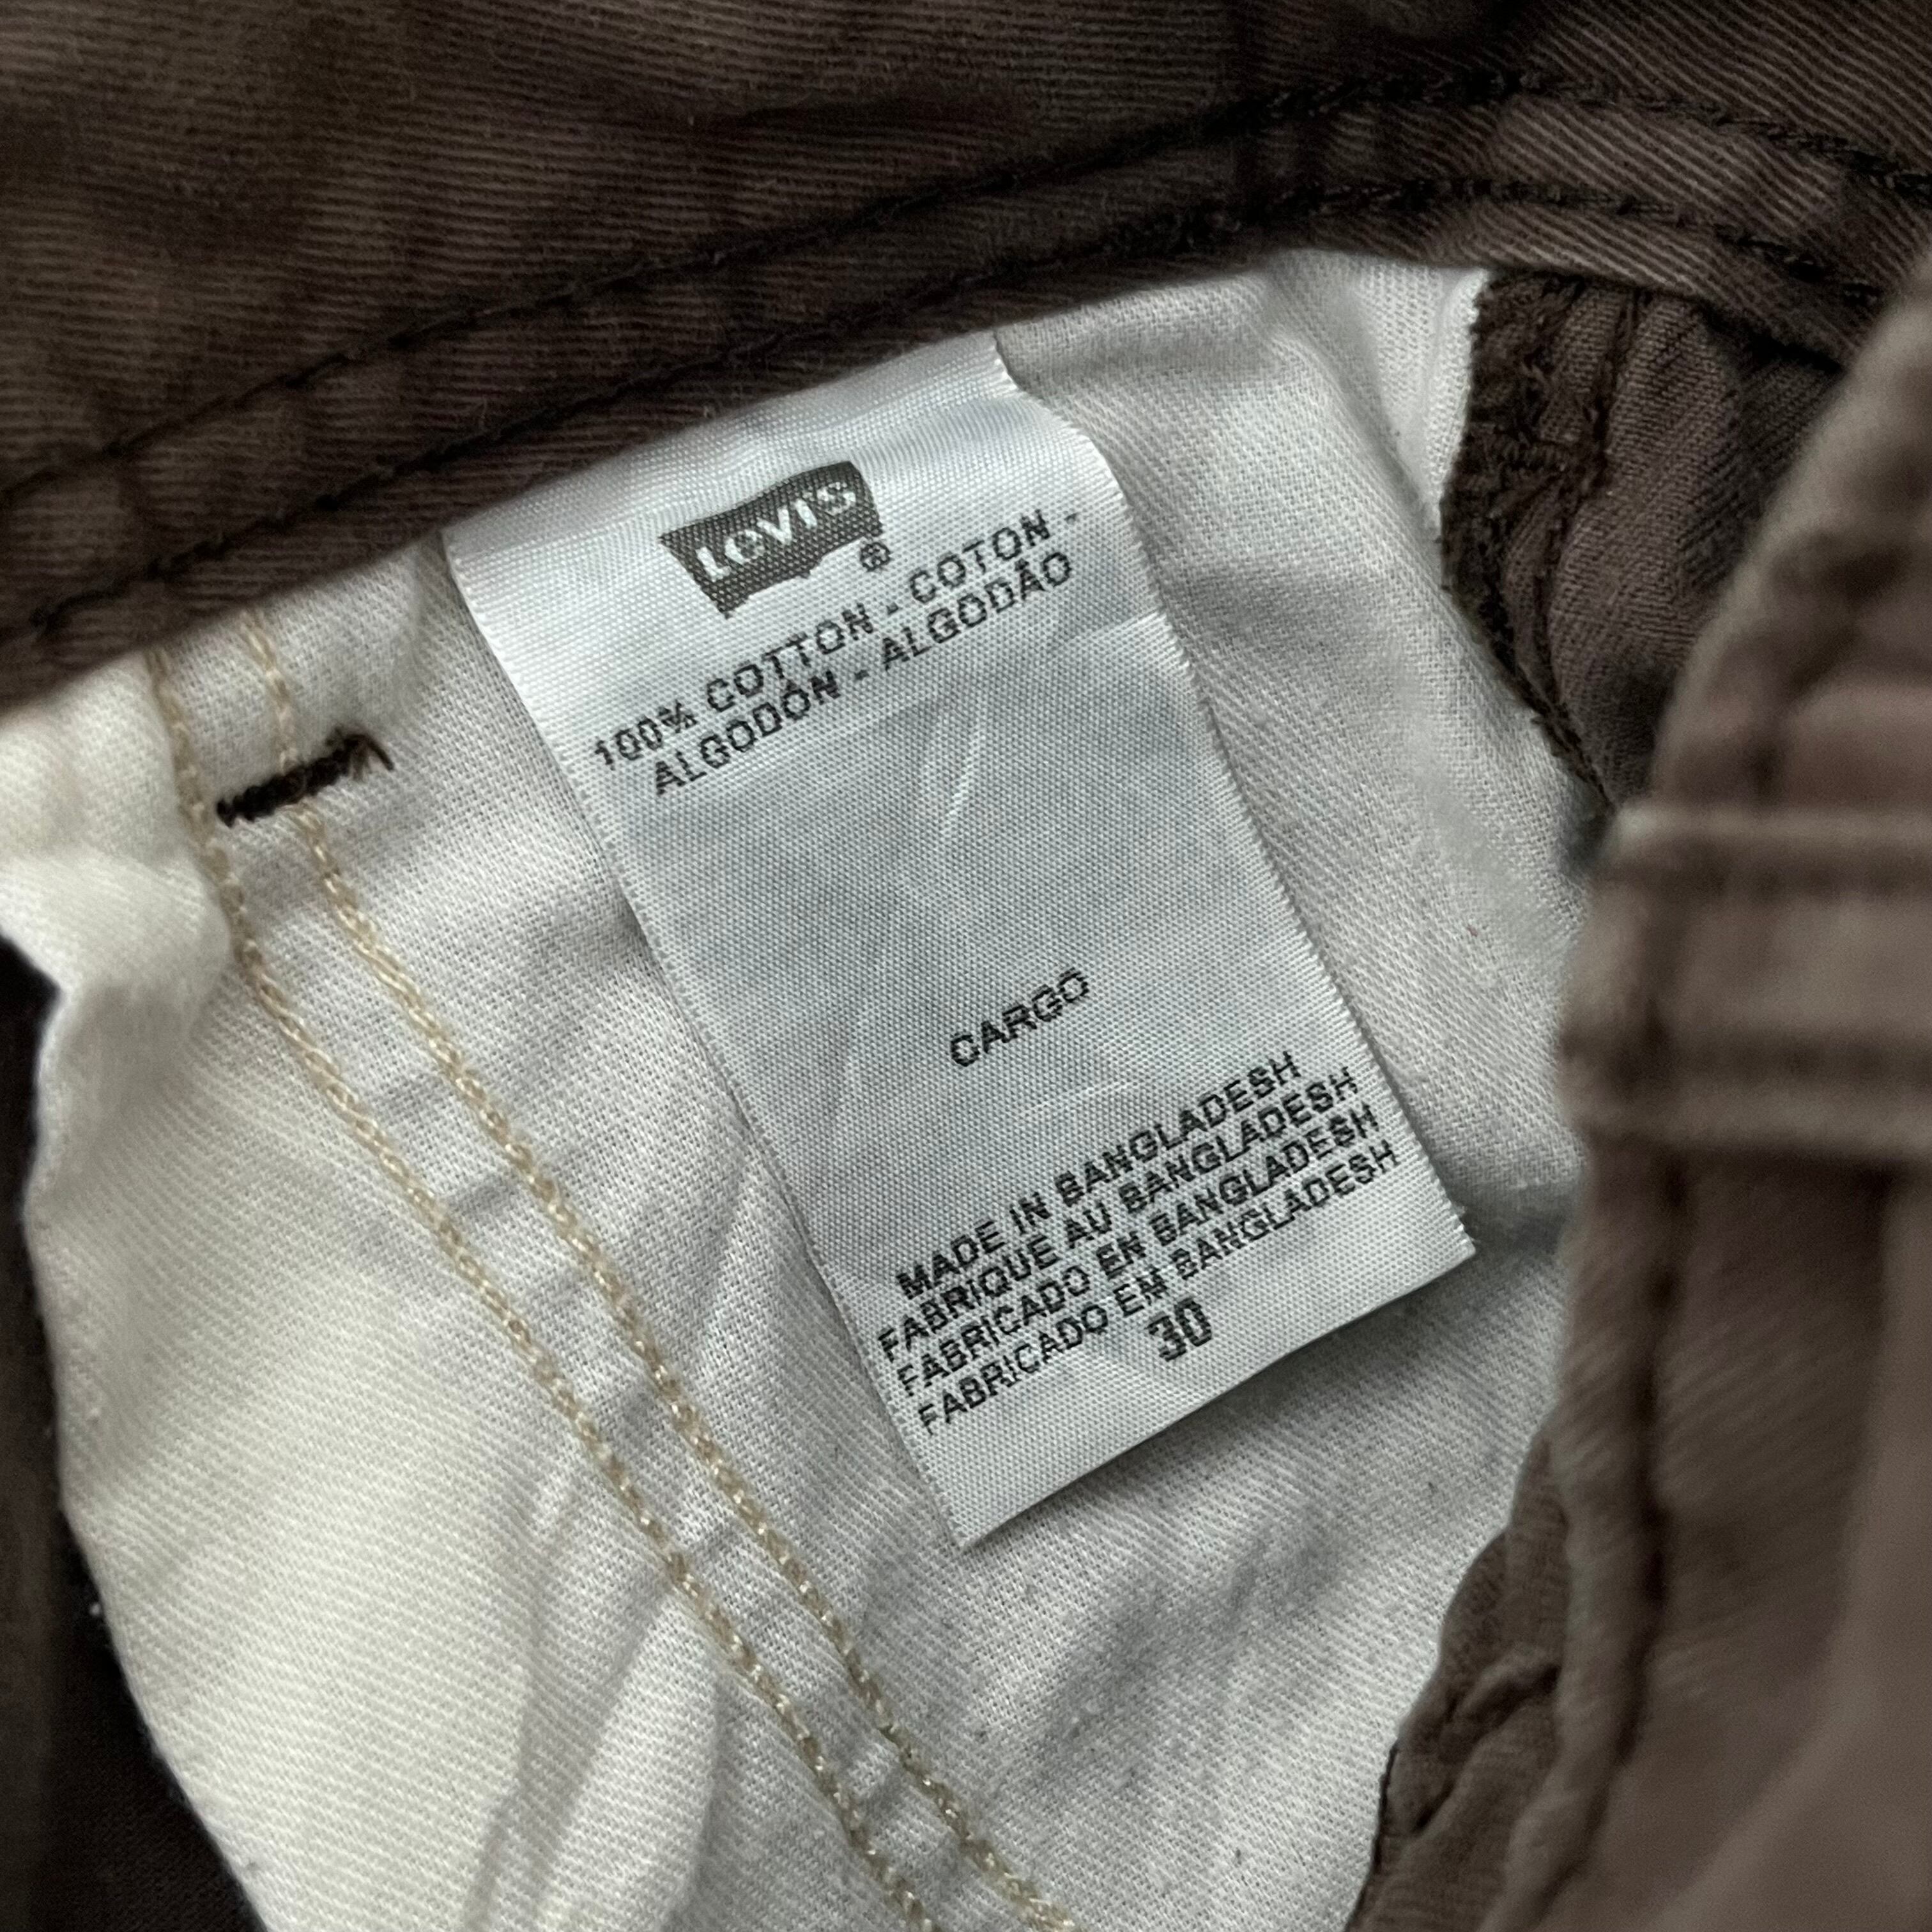 Levi's
®
100% COTTON - COTON -
ALGODÓN - ALGODÃO
CARGO
MADE IN BANGLADESH
FABRIQUE AU BANGLADESH
FABRICADO EN BANGLADESH
FABRICADO EM BANGLADESH
30